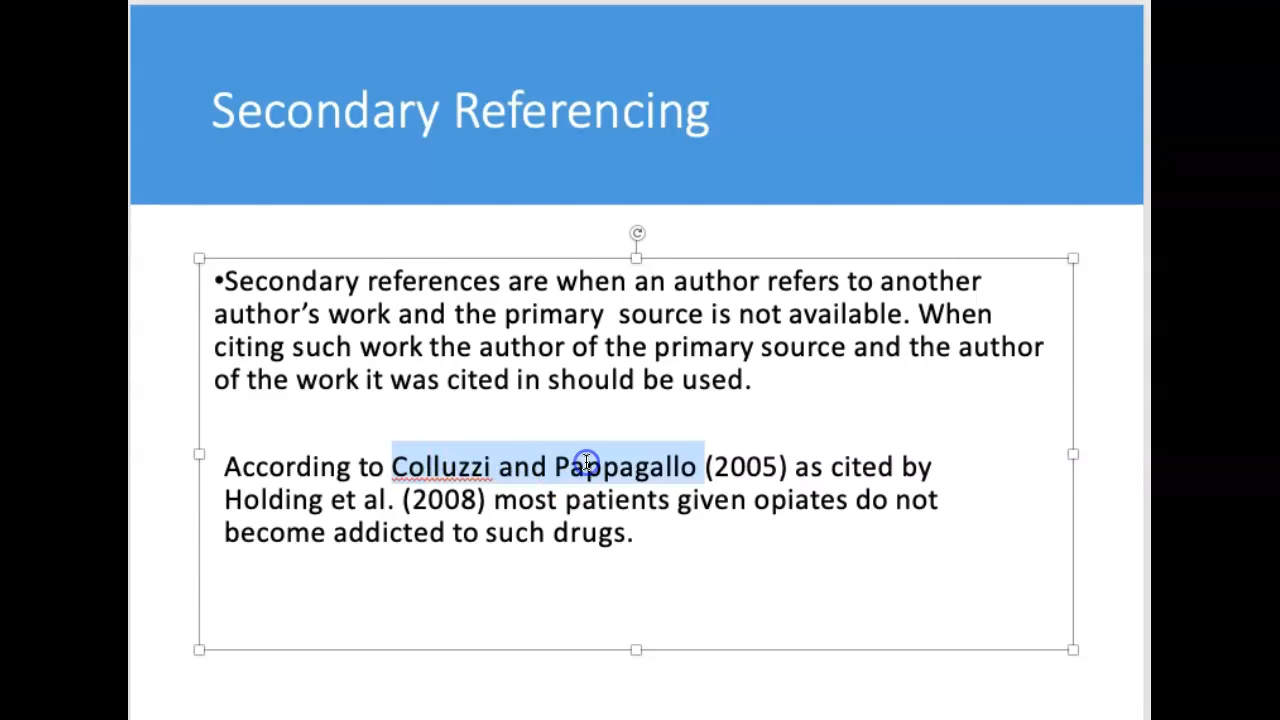 Secondary Referencing
•Secondary references are when an author refers to another
author’s work and the primary  source is not available. When
citing such work the author of the primary source and the author
of the work it was cited in should be used.
According to Colluzzi and Pappagallo (2005) as cited by
Holding et al. (2008) most patients given opiates do not
become addicted to such drugs.